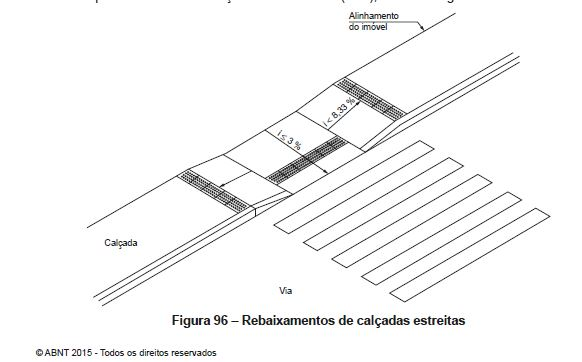 Alinhamento
do imóvel
i < 8,33 %
i ≤ 3 %
Calçada
Via
Figura 96 – Rebaixamentos de calçadas estreitas
© ABNT 2015 - Todos os direitos reservados